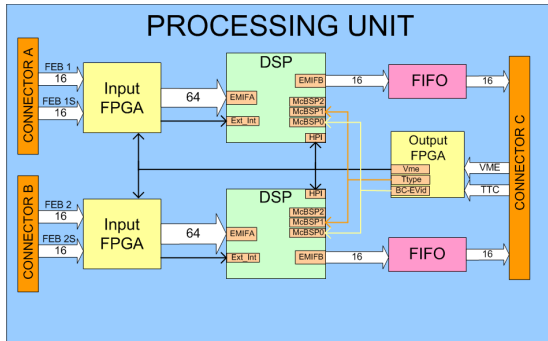 PROCESSING UNIT
CONNECTOR A
FEB 1
16
FEB 1S
16
Input
FPGA
64
DSP
EMIFA
Ext_Int
EMIFB
McBSP2
McBSP1
McBSP0
HPI
16
FIFO
16
CONNECTOR C
Output
FPGA
Vme
Ttype
BC-EVid
VME
TTC
CONNECTOR B
FEB 2
16
FEB 2S
16
Input
FPGA
64
DSP
HPI
McBSP2
McBSP1
McBSP0
EMIFA
Ext_Int
EMIFB
16
FIFO
16